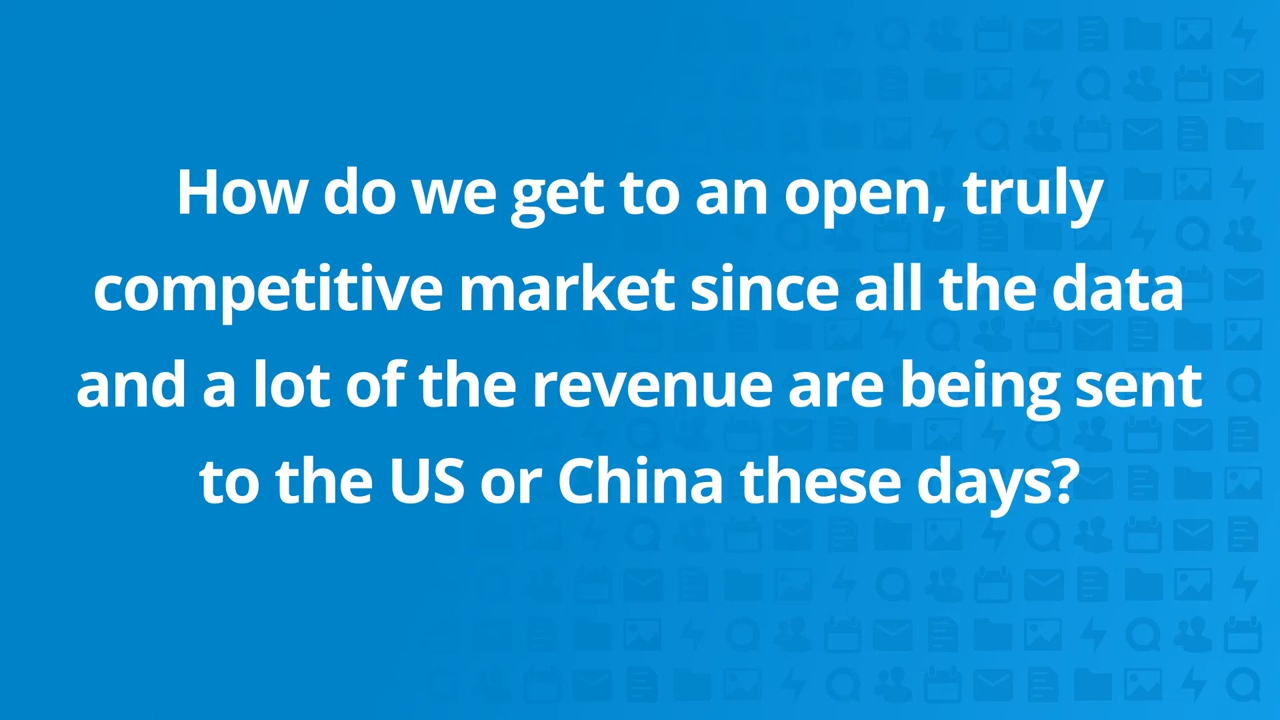 How do we get to an open, truly
competitive market since all the data
and a lot of the revenue are being sent
to the US or China these days?